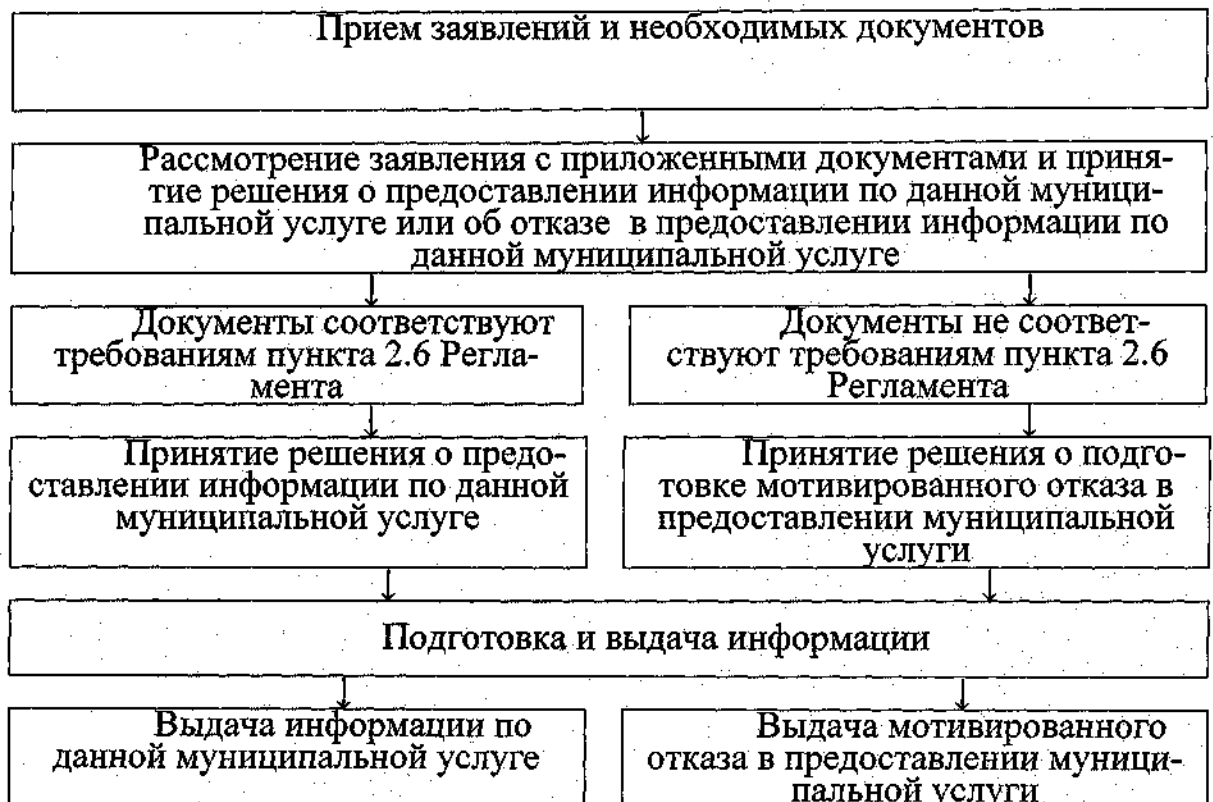 Прием заявлений и необходимых документов
Рассмотрение заявления с приложенными документами и приня-
тие решения о предоставлении информации по данной муници-
пальной услуге или об отказе в предоставлении информации по
данной муниципальной услуге
Документы соответствуют
требованиям пункта 2.6 Регла-
мента
Документы не соответ-
ствуют требованиям пункта 2.6
Регламента
Принятие решения о предо-
ставлении информации по данной
муниципальной услуге
Принятие решения о подго-
товке мотивированного отказа в
предоставлении муниципальной
услуги
Подготовка и выдача информации
Выдача информации по
данной муниципальной услуге
Выдача мотивированного
отказа в предоставлении муници-
пальной услуги